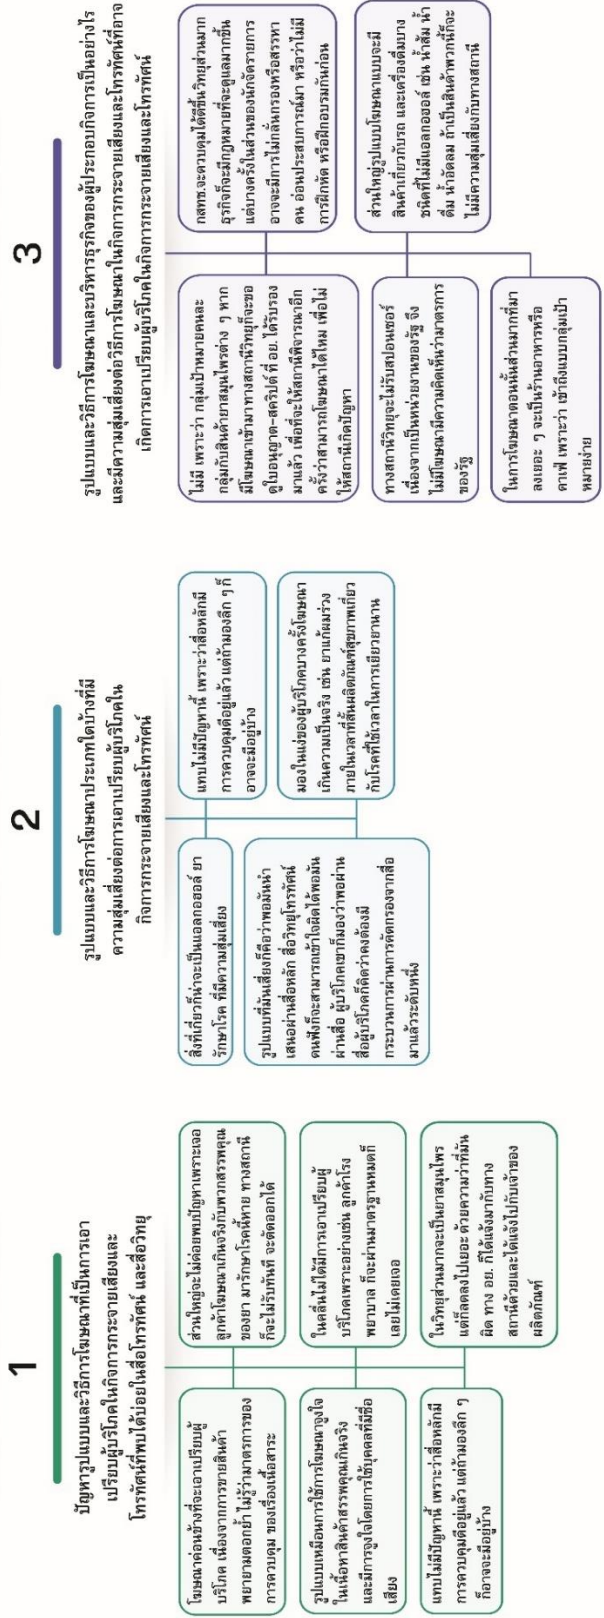 1
ปัญหารูปแบบและวิธีการโฆษณาที่เป็นการเอา
เปรียบผู้บริโภคในกิจการกระจายเสียงและ
โทรทัศน์ที่พบได้บ่อยในสื่อโทรทัศน์ และสื่อวิทยุ
โฆษณาค่อนข้างที่จะเอาเปรียบผู้
บริโภค เนื่องจากการขายสินค้า
พยายามตอกย้ำ ไม่รู้ว่ามาตรการของ
การควบคุม ของเรื่องเนื้อสาระ
ส่วนใหญ่จะไม่ค่อยพบปัญหาเพราะเจอ
ลูกค้าโฆษณาเกินจริงกับพวกสรรพคุณ
ของยา มารักษาโรคนี้หาย ทางสถานี
ก็จะไม่รับทันที จะตัดออกได้
รูปแบบเหมือนการใช้การโฆษณาจูงใจ
ในเนื้อหาสินค้าสรรพคุณเกินจริง
และมีการจูงใจโดยการใช้บุคคลที่มีชื่อ
เสียง
ในคลื่นไม่ได้มีการเอาเปรียบผู้
บริโภคเพราะอย่างเช่น ลูกค้าโรง
พยาบาล ก็จะผ่านมาตรฐานหมดก็
เลยไม่เคยเจอ
แทบไม่มีปัญหานี้ เพราะว่าสื่อหลักมี
การควบคุมดีอยู่แล้ว แต่ถ้ามองลึก ๆ
ก็อาจจะมีอยู่บ้าง
ในวิทยุส่วนมากจะเป็นยาสมุนไพร
แต่ก็ลดลงไปเยอะ ด้วยความว่าที่มัน
ผิด ทาง อย. ก็ได้แจ้งมากับทาง
สถานีด้วยและได้แจ้งไปกับเจ้าของ
ผลิตภัณฑ์
2
รูปแบบและวิธีการโฆษณาประเภทใดบ้างที่มี
ความสุ่มเสี่ยงต่อการเอาเปรียบผู้บริโภคใน
กิจการกระจายเสียงและโทรทัศน์
สิ่งที่เกี่ยวก็น่าจะเป็นแอลกอฮอล์ ยา
รักษาโรค ที่มีความสุ่มเสี่ยง
แทบไม่มีปัญหานี้ เพราะว่าสื่อหลักมี
การควบคุมดีอยู่แล้ว แต่ถ้ามองลึก ๆ ก็
อาจจะมีอยู่บ้าง
รูปแบบที่มันเสี่ยงก็คือว่าพอมันนำ
เสนอผ่านสื่อหลัก สื่อวิทยุโทรทัศน์
คนฟังก็จะสามารถเข้าใจผิดได้พอมัน
ผ่านสื่อ ผู้บริโภคเขาก็มองว่าพอผ่าน
สื่อผู้บริโภคก็คิดว่าคงต้องมี
กระบวนการผ่านการคัดกรองจากสื่อ
มาแล้วระดับหนึ่ง
มองในแง่ของผู้บริโภคบางครั้งโฆษณา
เกินความเป็นจริง เช่น ยาแก้ผมร่วง
ภายในเวลาที่สั้นผลิตภัณฑ์สุขภาพเกี่ยว
กับโรคที่ใช้เวลาในการเยียวยานาน
3
รูปแบบและวิธีการโฆษณาและบริหารธุรกิจของผู้ประกอบกิจการเป็นอย่างไร
และมีความสุ่มเสี่ยงต่อวิธีการโฆษณาในกิจการกระจายเสียงและโทรทัศน์ที่อาจ
เกิดการเอาเปรียบผู้บริโภคในกิจการกระจายเสียงและโทรทัศน์
ไม่มี เพราะว่า กลุ่มเป้าหมายคนละ
กลุ่มกับสินค้ายาสมุนไพรต่าง ๆ หาก
มีโฆษณาเข้ามาทางสถานีวิทยุก็จะขอ
ดูใบอนุญาต-สคริปต์ ที่ อย. ได้รับรอง
มาแล้ว เพื่อที่จะให้สถานีพิจารณาอีก
ครั้งว่าสามารถโฆษณาได้ไหม เพื่อไม่
ให้สถานีเกิดปัญหา
กสทช.จะควบคุมได้ดีขึ้นวิทยุส่วนมาก
ธุรกิจก็จะมีกฎหมายที่จะดูแลมากขึ้น
แต่บางครั้งในส่วนของนักจัดรายการ
อาจจะมีการไม่กลั่นกรองหรือสรรหา
คน อ่อนประสบการณ์มา หรือว่าไม่มี
การฝึกหัด หรือฝึกอบรมกันก่อน
ทางสถานีวิทยุจะไม่รับสปอนเซอร์
เนื่องจากเป็นหน่วยงานของรัฐ จึง
ไม่มีโฆษณามีความคิดเห็นว่ามาตรการ
ของรัฐ
ส่วนใหญ่รูปแบบโฆษณาแบบจะมี
สินค้าเกี่ยวกับรถ และเครื่องดื่มบาง
ชนิดที่ไม่มีแอลกอฮอล์ เช่น น้ำส้ม น้ำ
ดื่ม น้ำอัดลม ถ้าเป็นสินค้าพวกนี้ก็จะ
ไม่มีความสุ่มเสี่ยงกับทางสถานี
ในการโฆษณาตอนนั้นส่วนมากที่มา
ลงเยอะ ๆ จะเป็นร้านอาหารหรือ
คาเฟ่ เพราะว่า เข้าถึงแบบกลุ่มเป้า
หมายง่าย